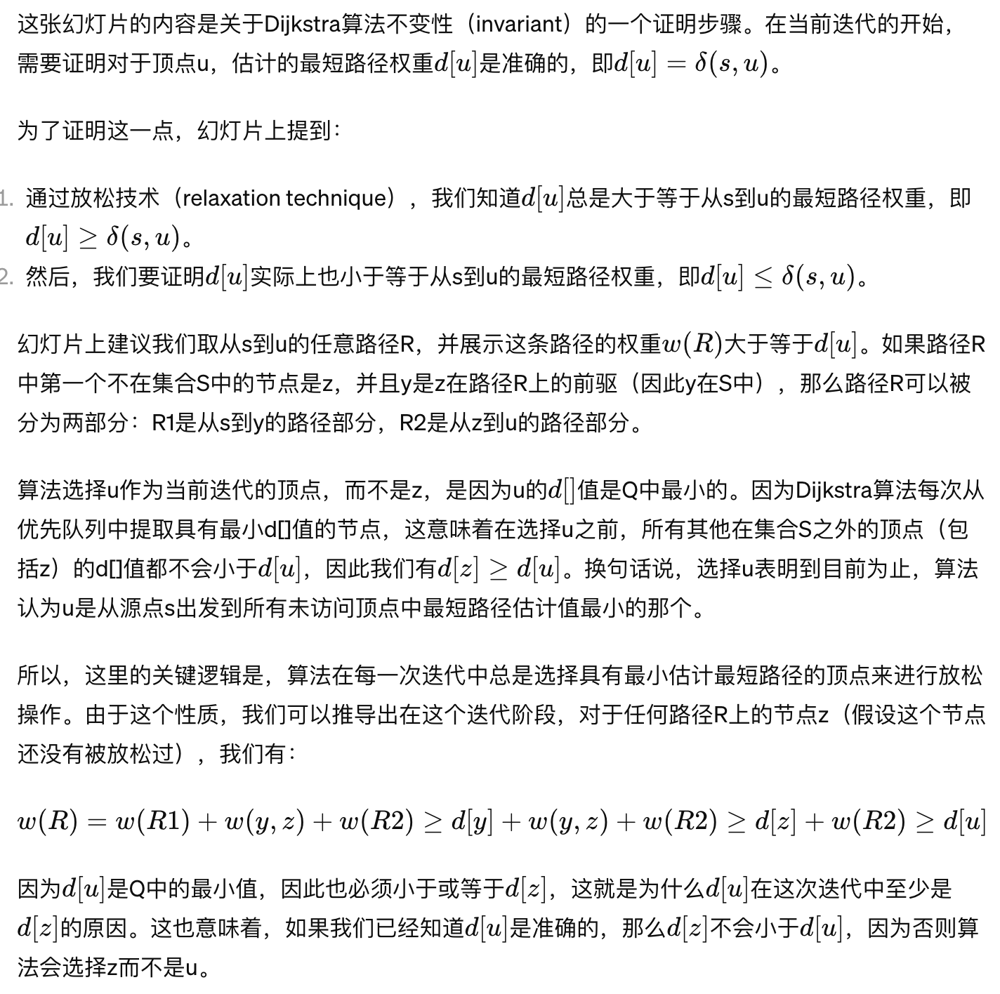 这张幻灯片的内容是关于Dijkstra算法不变性（invariant）的一个证明步骤。在当前迭代的开始，
需要证明对于顶点u，估计的最短路径权重d[u]是准确的，即d[u] = δ(s, u)。
为了证明这一点，幻灯片上提到：
1. 通过放松技术（relaxation technique），我们知道d[u]总是大于等于从s到u的最短路径权重，即
d[u] ≥ δ(s, u)。
2. 然后，我们要证明d[u]实际上也小于等于从s到u的最短路径权重，即d[u] ≤ δ(s, u)。
幻灯片上建议我们取从s到u的任意路径R，并展示这条路径的权重w(R)大于等于d[u]。如果路径R
中第一个不在集合S中的节点是z，并且y是z在路径R上的前驱（因此y在S中），那么路径R可以被
分为两部分：R1是从s到y的路径部分，R2是从z到u的路径部分。
算法选择u作为当前迭代的顶点，而不是z，是因为u的d[]值是Q中最小的。因为Dijkstra算法每次从
优先队列中提取具有最小d[]值的节点，这意味着在选择u之前，所有其他在集合S之外的顶点（包
括z）的d[]值都不会小于d[u]，因此我们有d[z] ≥ d[u]。换句话说，选择u表明到目前为止，算法
认为u是从源点s出发到所有未访问顶点中最短路径估计值最小的那个。
所以，这里的关键逻辑是，算法在每一次迭代中总是选择具有最小估计最短路径的顶点来进行放松
操作。由于这个性质，我们可以推导出在这个迭代阶段，对于任何路径R上的节点z（假设这个节点
还没有被放松过），我们有：
w(R) = w(R1) + w(y, z) + w(R2) ≥ d[y] + w(y, z) + w(R2) ≥ d[z] + w(R2) ≥ d[u]
因为d[u]是Q中的最小值，因此也必须小于或等于d[z]，这就是为什么d[u]在这次迭代中至少是
d[z]的原因。这也意味着，如果我们已经知道d[u]是准确的，那么d[z]不会小于d[u]，因为否则算
法会选择z而不是u。